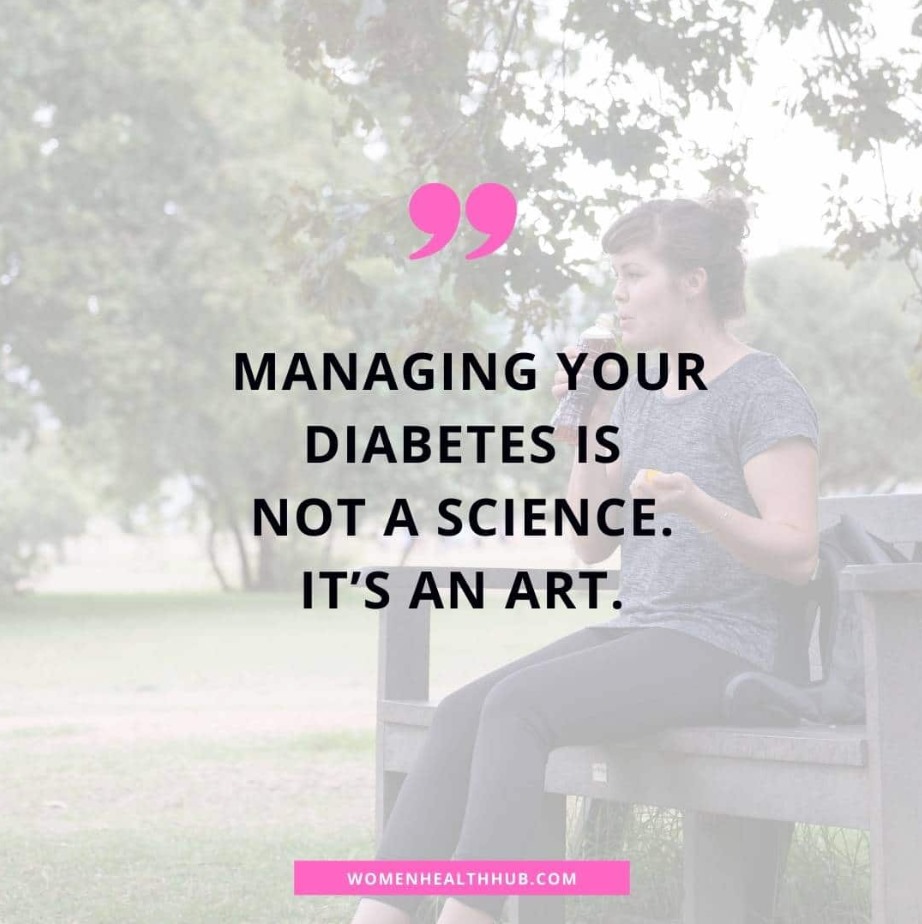 MANAGING YOUR
DIABETES IS
NOT A SCIENCE.
IT’S AN ART.
WOMENHEALTHHUB.COM